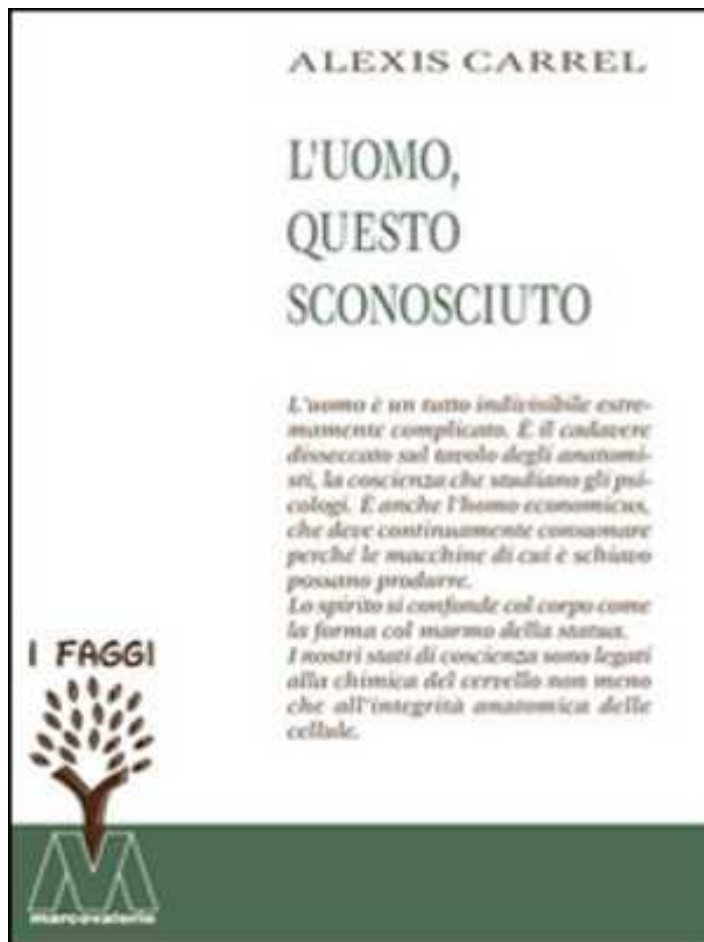 ALEXIS CARREL
L'UOMO,
QUESTO
SCONOSCIUTO
L'uomo è un tutto indivisibile estre-
mamente complicato. È il cadavere
disseccato sul tavolo degli anatomi-
sti, la coscienza che studiano gli psi-
cologi. È anche l'homo economicus,
che deve continuamente consumare
perché le macchine di cui è schiavo
possano produrre.
Lo spirito si confonde col corpo come
la forma col marmo della statua.
I nostri stati di coscienza sono legati
alla chimica del cervello non meno
che all'integrità anatomica delle
cellule.
I FAGGI
marcovalerio